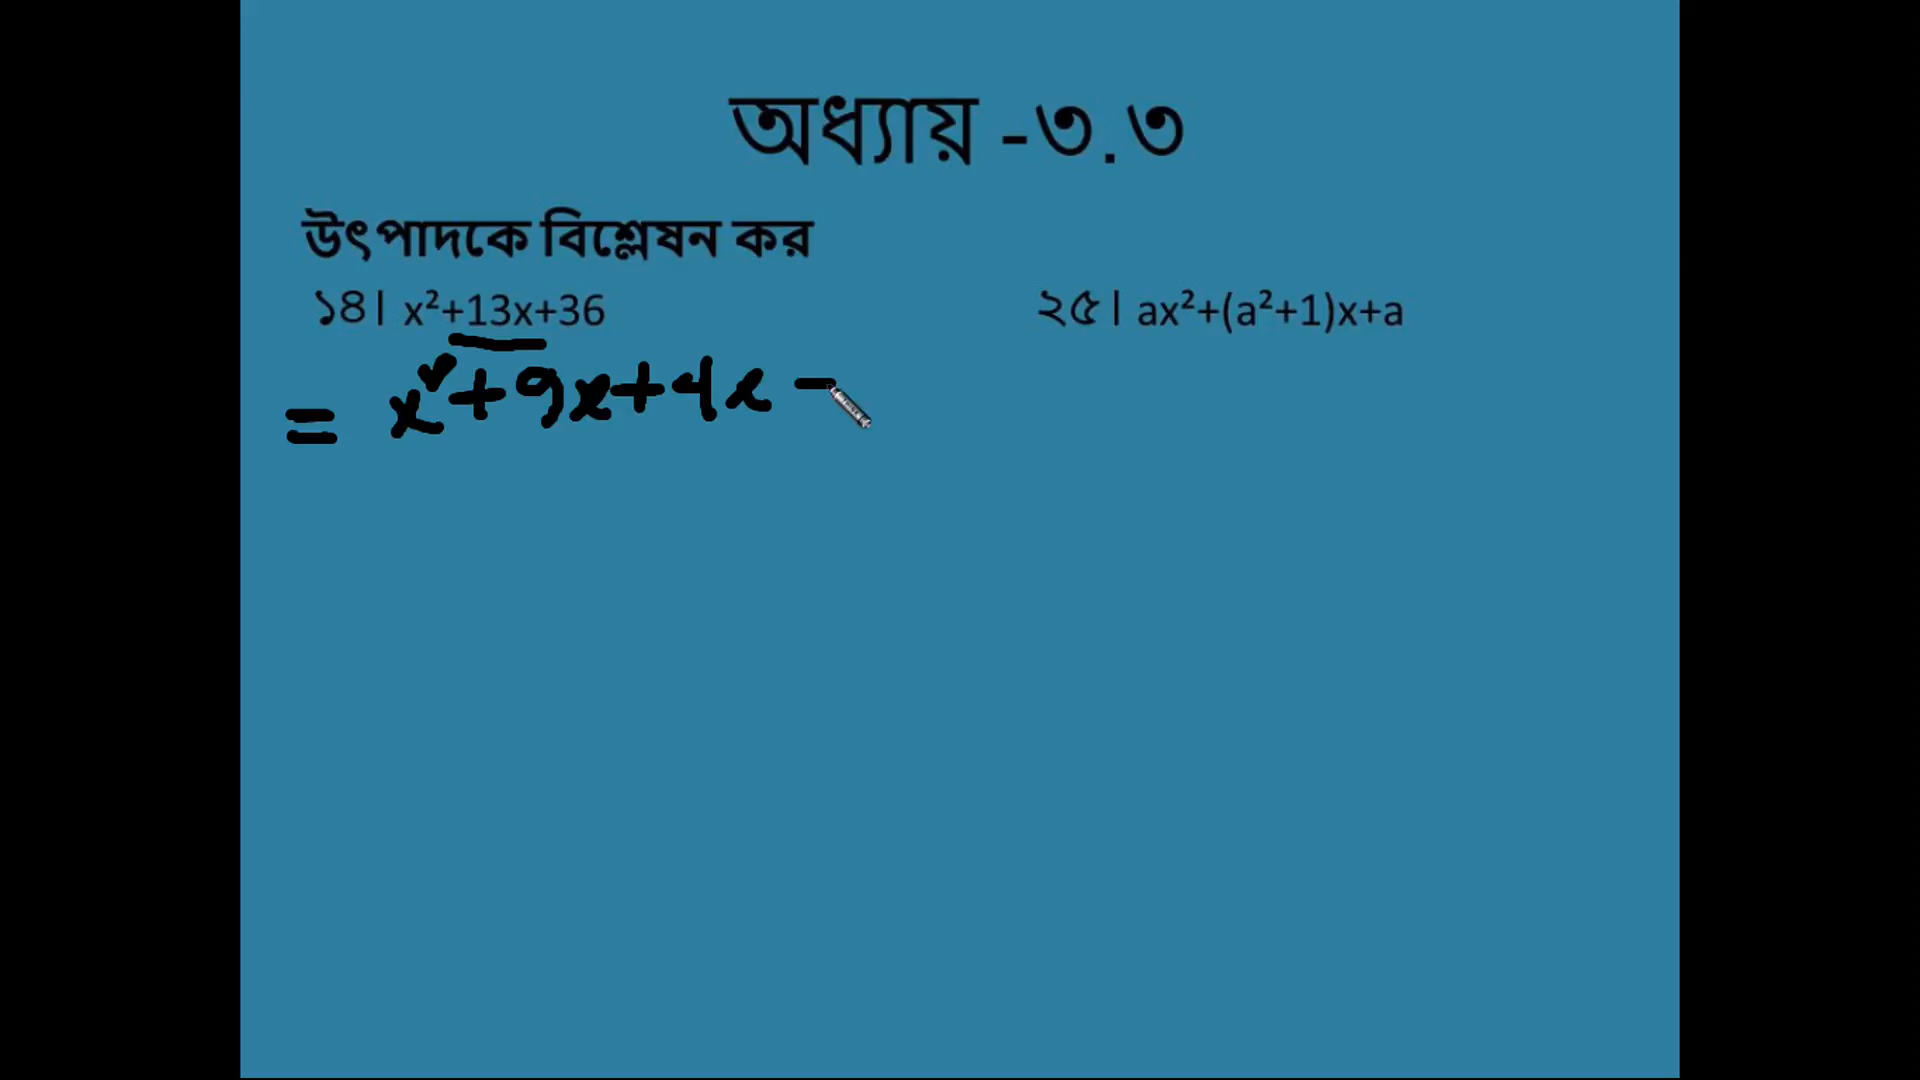 অধ্যায় -৩.৩
উৎপাদকে বিশ্লেষন কর
১৪। x²+13x+36
২৫। ax²+(a²+1)x+a
= x²+9x+4x -